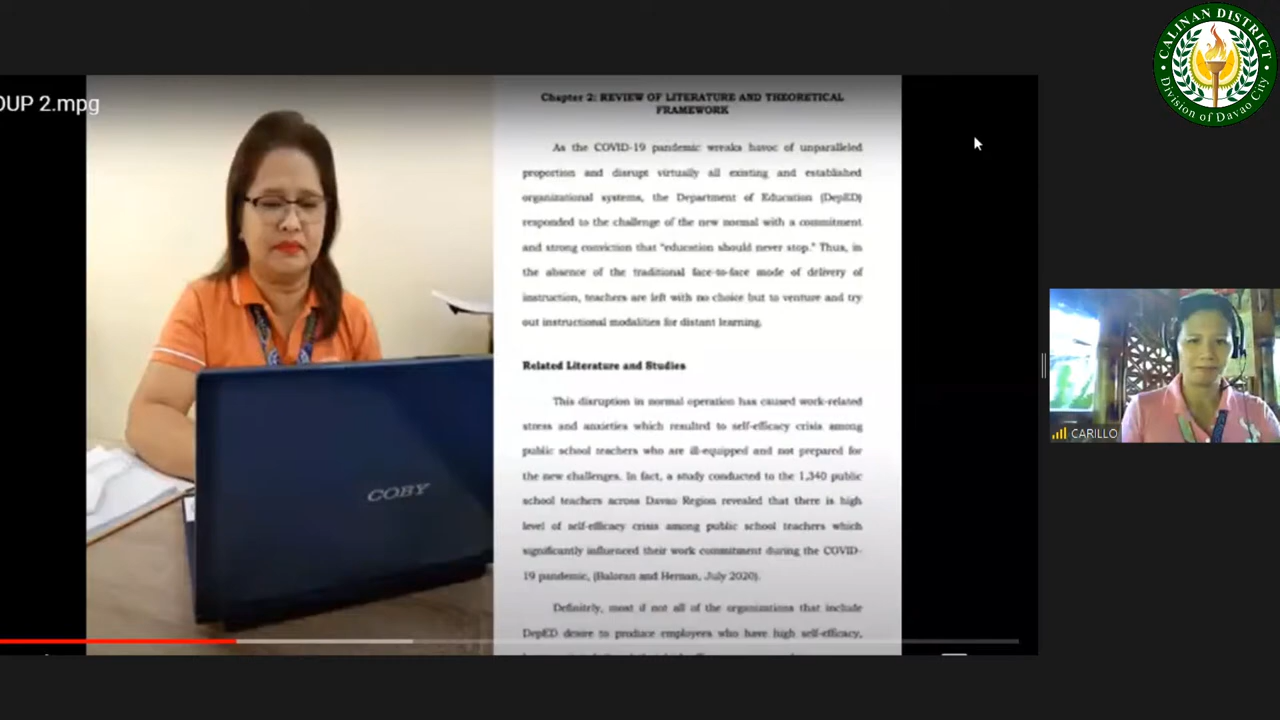 OUP 2.mpg
CALINAN DISTRICT
Division of Davao City
Chapter 2: REVIEW OF LITERATURE AND THEORETICAL
FRAMEWORK
As the COVID-19 pandemic wreaks havoc of unparalleled
proportion and disrupt virtually all existing and established
organizational systems, the Department of Education (DepED)
responded to the challenge of the new normal with a commitment
and strong conviction that "education should never stop." Thus, in
the absence of the traditional face-to-face mode of delivery of
instruction, teachers are left with no choice but to venture and try
out instructional modalities for distant learning.
Related Literature and Studies
This disruption in normal operation has caused work-related
stress and anxieties which resulted to self-efficacy crisis among
public school teachers who are ill-equipped and not prepared for
the new challenges. In fact, a study conducted to the 1,340 public
school teachers across Davao Region revealed that there is high
level of self-efficacy crisis among public school teachers which
significantly influenced their work commitment during the COVID-
19 pandemic, (Baloran and Hernan, July 2020).
Definitely, most if not all of the organizations that include
DepED desire to produce employees who have high self-efficacy,
COBY
CARILLO